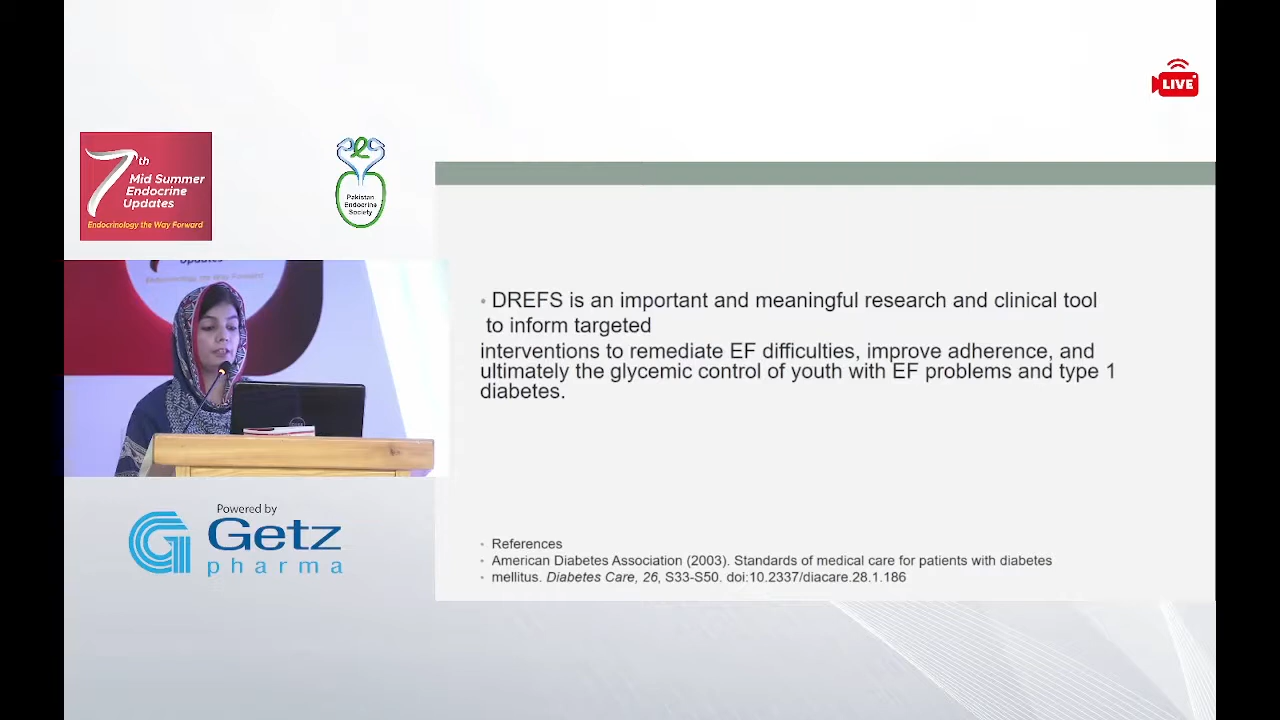 LIVE
7th
Mid Summer
Endocrine
Updates
Endocrinology the Way Forward
Pakistan
Endocrine
Society
Updates
• DREFS is an important and meaningful research and clinical tool
to inform targeted
interventions to remediate EF difficulties, improve adherence, and
ultimately the glycemic control of youth with EF problems and type 1
diabetes.
• References
• American Diabetes Association (2003). Standards of medical care for patients with diabetes
• mellitus. Diabetes Care, 26, S33-S50. doi:10.2337/diacare.28.1.186
Powered by
Getz
pharma